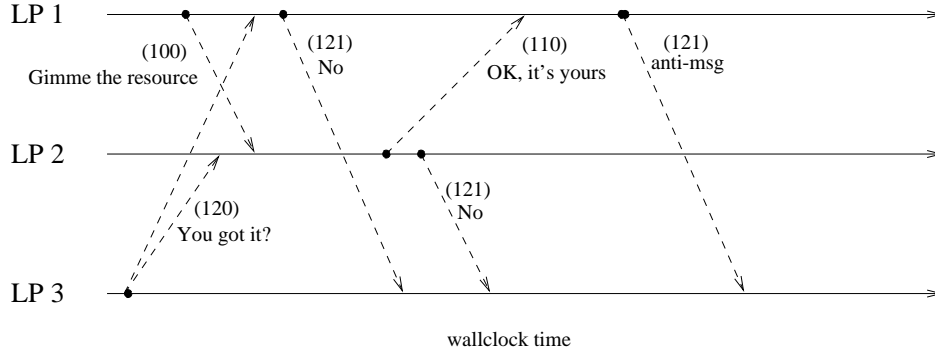 LP 1
(100)
Gimme the resource
(121)
No
(110)
OK, it's yours
(121)
anti-msg
LP 2
(120)
You got it?
(121)
No
LP 3
wallclock time